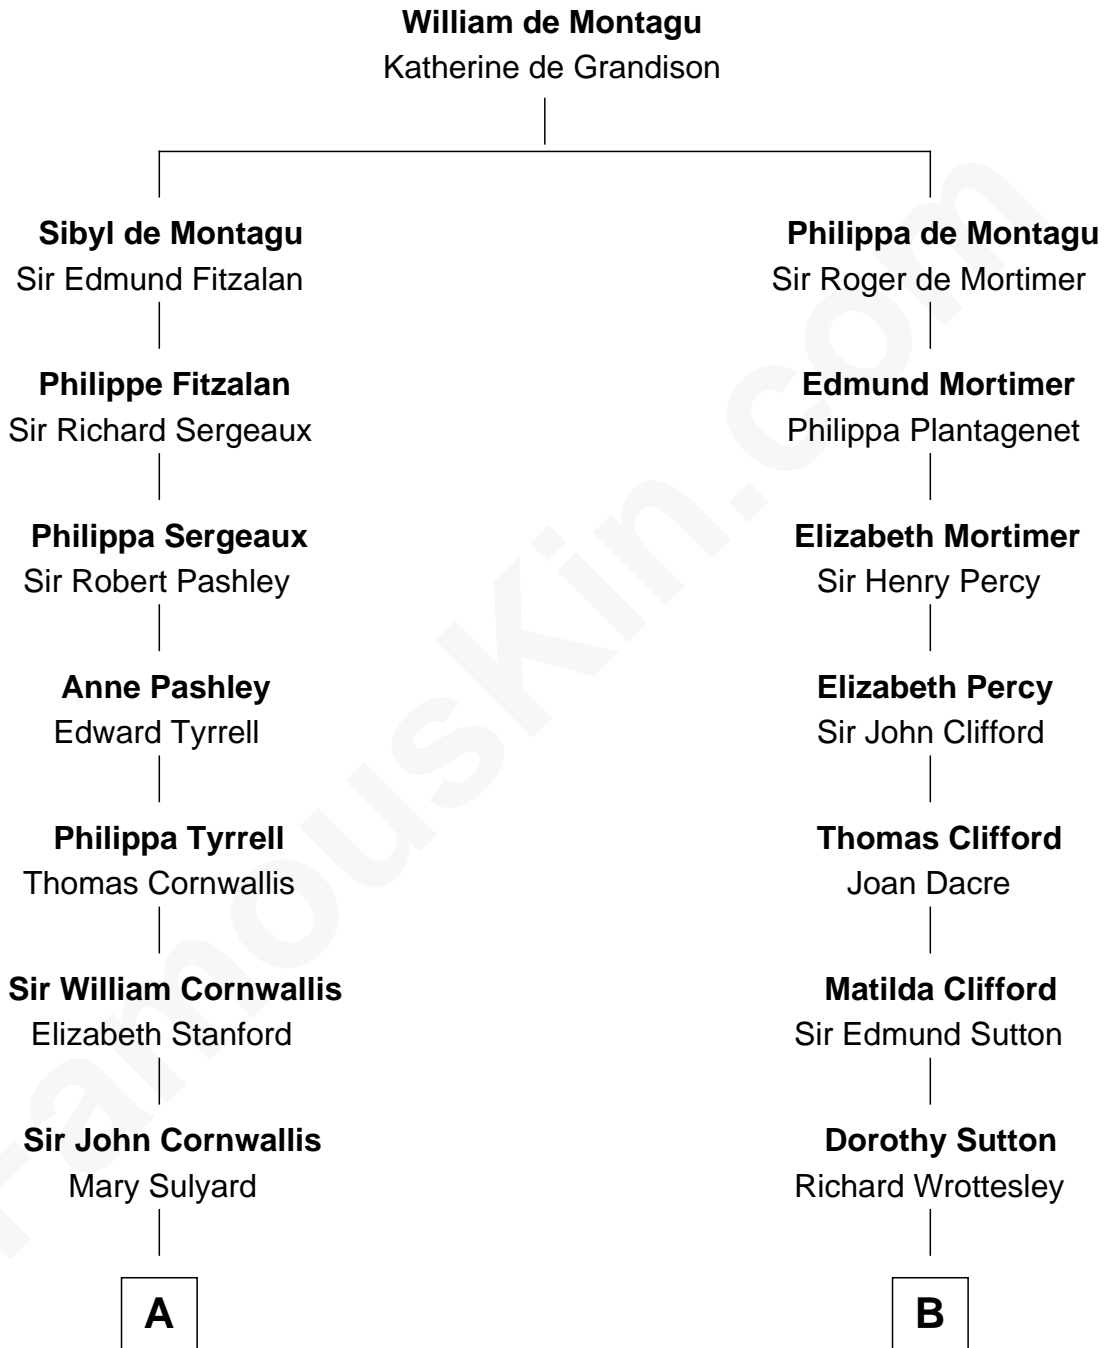 William de Montagu
Katherine de Grandison
Sibyl de Montagu
Sir Edmund Fitzalan
Philippa de Montagu
Sir Roger de Mortimer
Philippe Fitzalan
Sir Richard Sergeaux
Edmund Mortimer
Philippa Plantagenet
Philippa Sergeaux
Sir Robert Pashley
Elizabeth Mortimer
Sir Henry Percy
Anne Pashley
Edward Tyrrell
Elizabeth Percy
Sir John Clifford
Philippa Tyrrell
Thomas Cornwallis
Thomas Clifford
Joan Dacre
Sir William Cornwallis
Elizabeth Stanford
Matilda Clifford
Sir Edmund Sutton
Sir John Cornwallis
Mary Sulyard
Dorothy Sutton
Richard Wrottesley
A
B
FamousKin.com